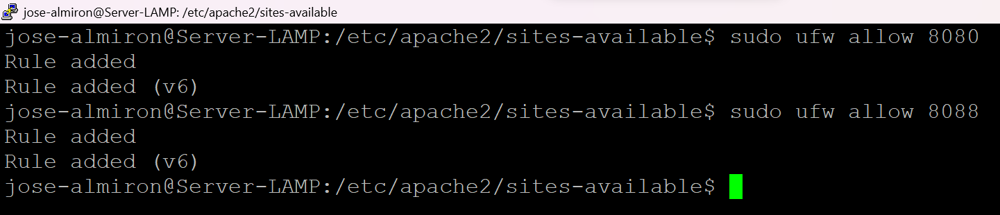 jose-almiron@Server-LAMP: /etc/apache2/sites-available
jose-almiron@Server-LAMP:/etc/apache2/sites-available$ sudo ufw allow 8080
Rule added
Rule added (v6)
jose-almiron@Server-LAMP:/etc/apache2/sites-available$ sudo ufw allow 8088
Rule added
Rule added (v6)
jose-almiron@Server-LAMP:/etc/apache2/sites-available$